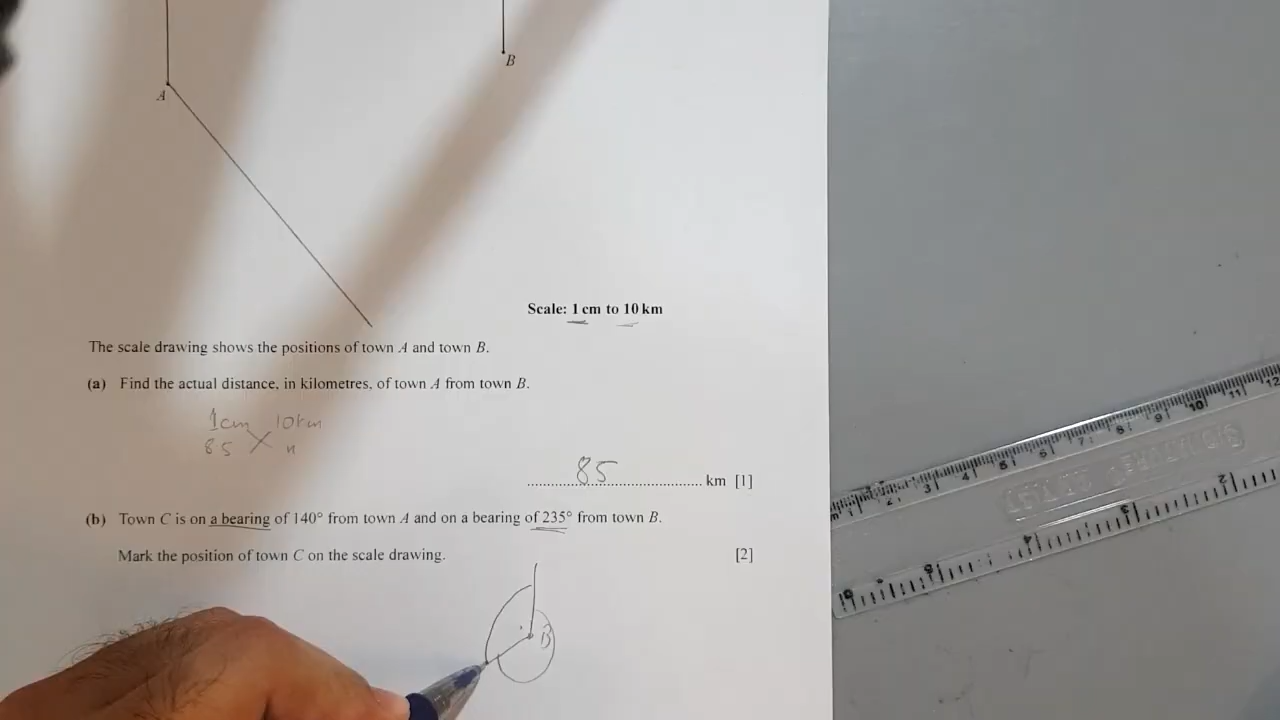 B
A
Scale: 1 cm to 10 km
The scale drawing shows the positions of town A and town B.
(a) Find the actual distance, in kilometres, of town A from town B.
1cm 10km
8.5 n
85
km [1]
(b) Town C is on a bearing of 140° from town A and on a bearing of 235° from town B.
Mark the position of town C on the scale drawing. [2]
B